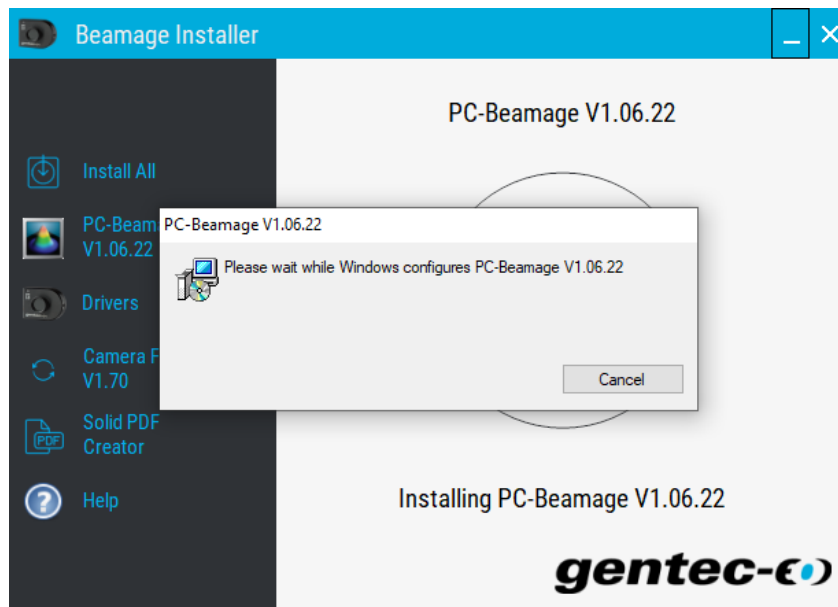 Beamage Installer
PC-Beamage V1.06.22
Install All
V1.06.22
PC-Beamage V1.06.22
Please wait while Windows configures PC-Beamage V1.06.22
Drivers
Camera
V1.70
Cancel
Solid PDF
Creator
PDF
Help
Installing PC-Beamage V1.06.22
gentec-eo